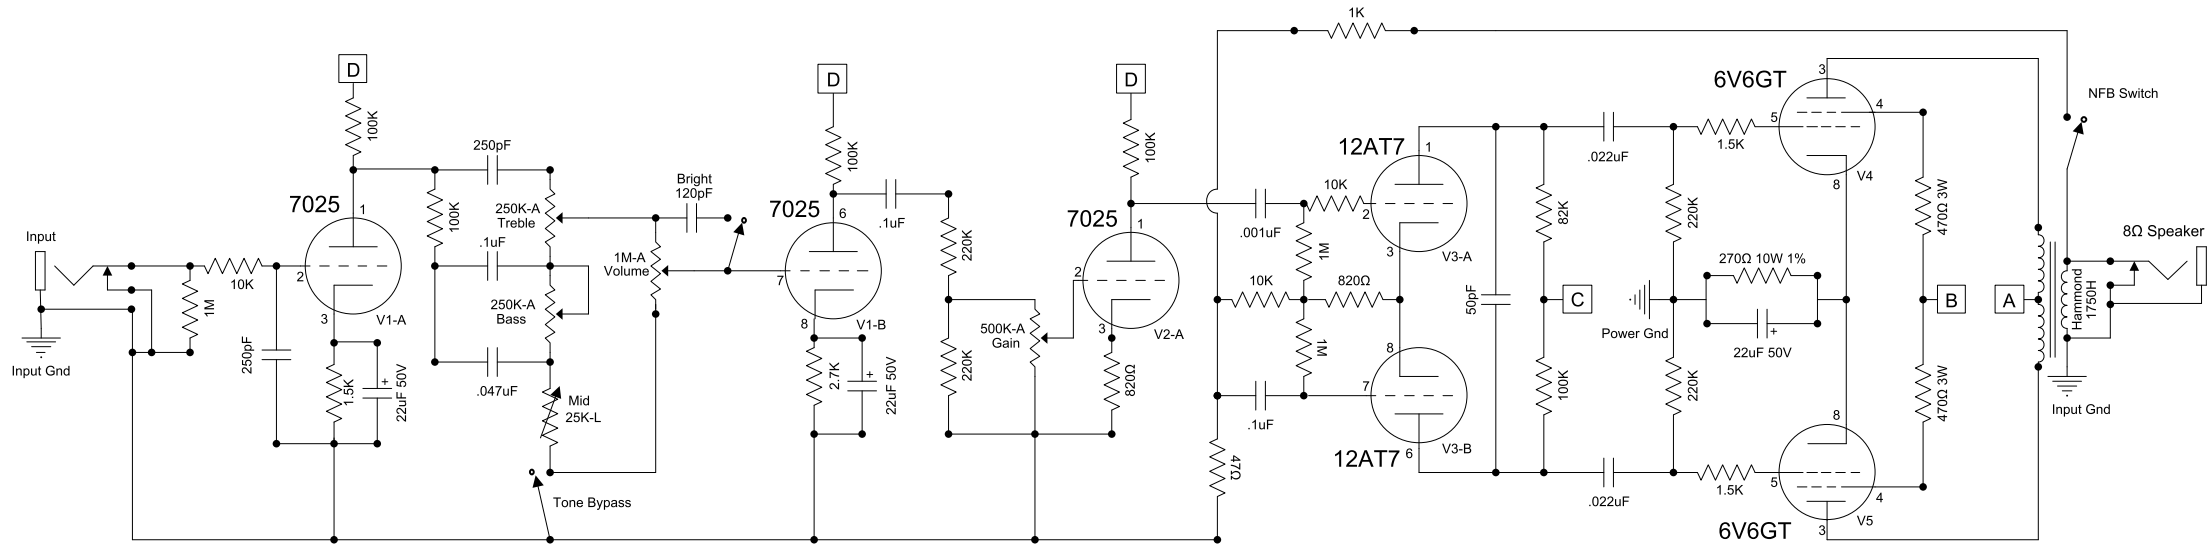 Input
Input Gnd
1M
10K
250pF
D
100K
7025
1
2
3
V1-A
1.5K
22uF 50V
+
100K
250pF
250K-A
Treble
.1uF
250K-A
Bass
.047uF
Mid
25K-L
Tone Bypass
Bright
120pF
1M-A
Volume
D
100K
7025
6
7
8
V1-B
2.7K
22uF 50V
+
.1uF
220K
220K
500K-A
Gain
D
100K
7025
1
2
3
V2-A
820Ω
1K
.001uF
10K
1M
10K
820Ω
1M
.1uF
47Ω
12AT7
1
2
3
V3-A
8
7
6
V3-B
12AT7
50pF
82K
C
100K
.022uF
.022uF
220K
220K
1.5K
1.5K
Power Gnd
270Ω 10W 1%
+
22uF 50V
6V6GT
3
4
5
8
V4
8
5
4
3
V5
6V6GT
470Ω 3W
B
470Ω 3W
A
NFB Switch
8Ω Speaker
Hammond
1750H
Input Gnd